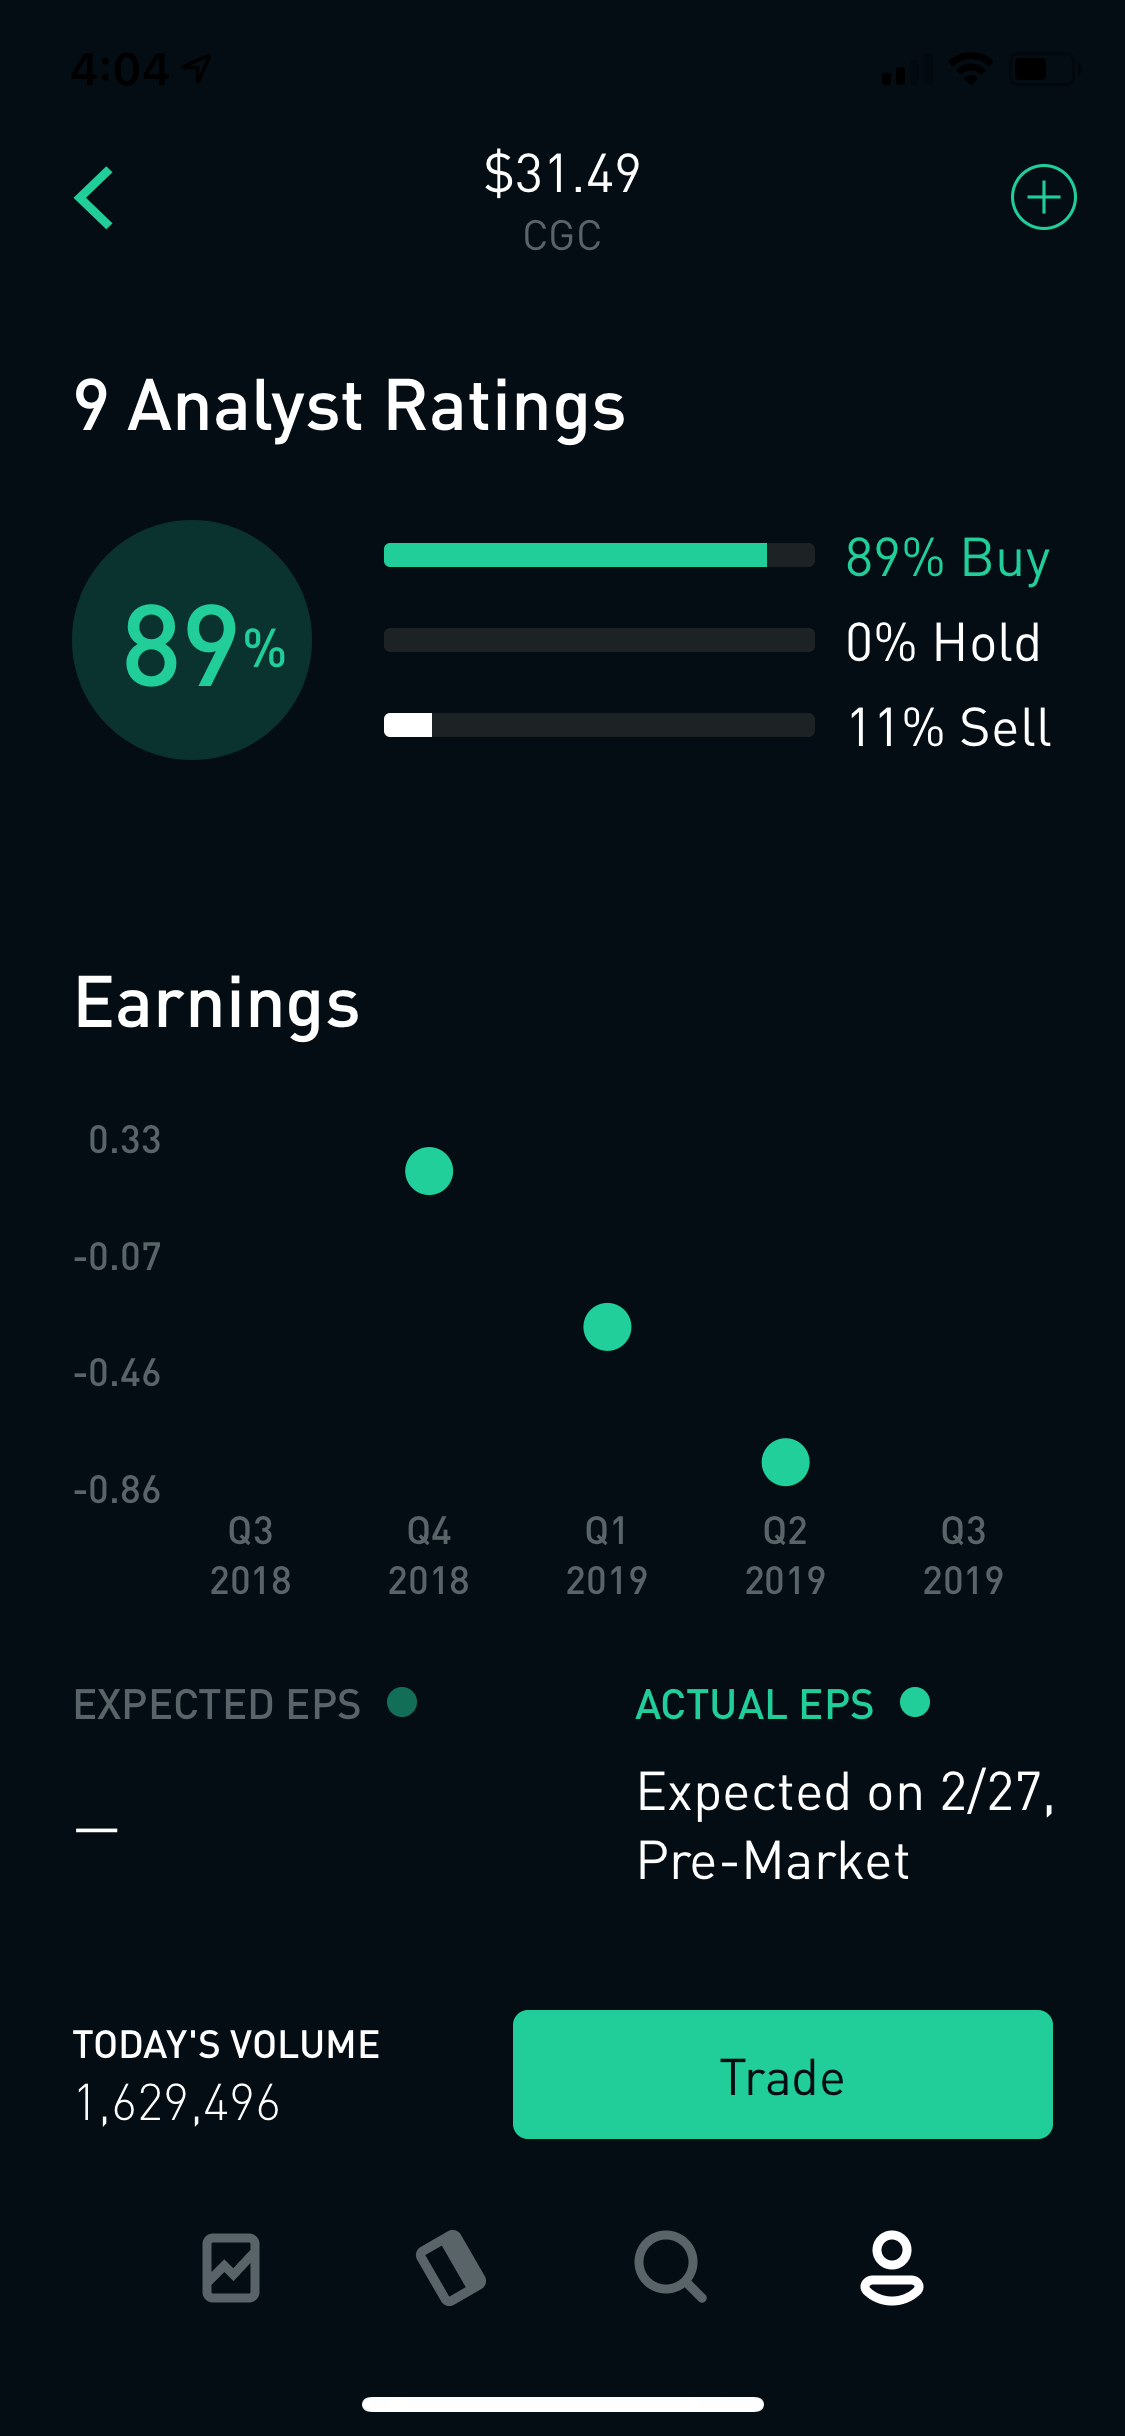 4:04
$31.49
CGC
9 Analyst Ratings
89%
89% Buy
0% Hold
11% Sell
Earnings
0.33
-0.07
-0.46
-0.86
Q3 Q4 Q1 Q2 Q3
2018 2018 2019 2019 2019
EXPECTED EPS
—
ACTUAL EPS
Expected on 2/27,
Pre-Market
TODAY'S VOLUME
1,629,496
Trade